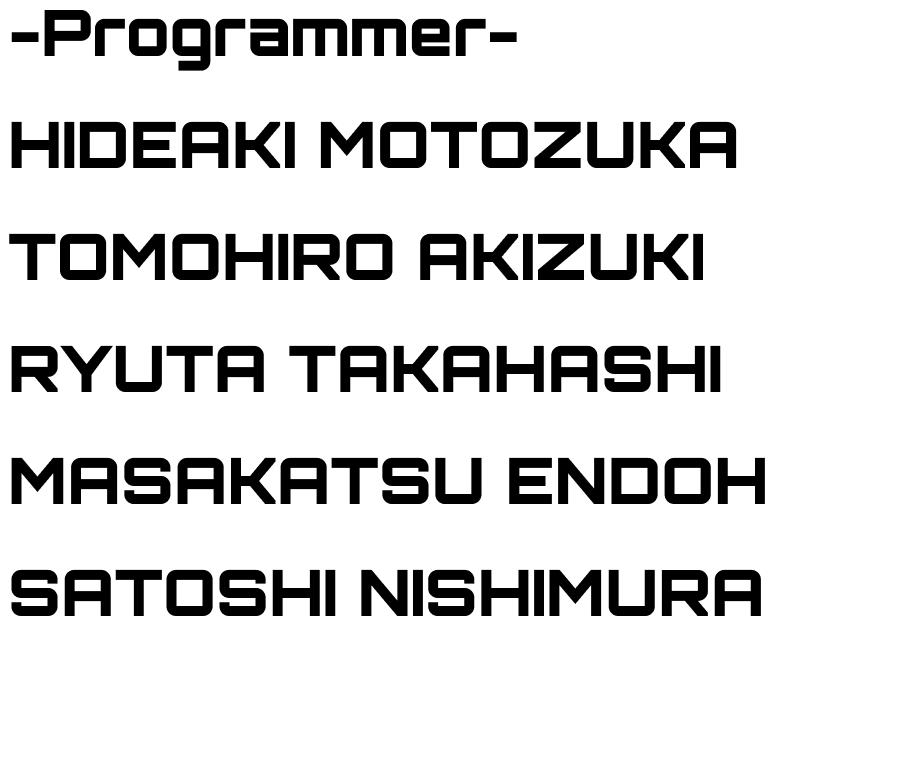 -Programmer-
HIDEAKI MOTOZUKA
TOMOHIRO AKIZUKI
RYUTA TAKAHASHI
MASAKATSU ENDOH
SATOSHI NISHIMURA